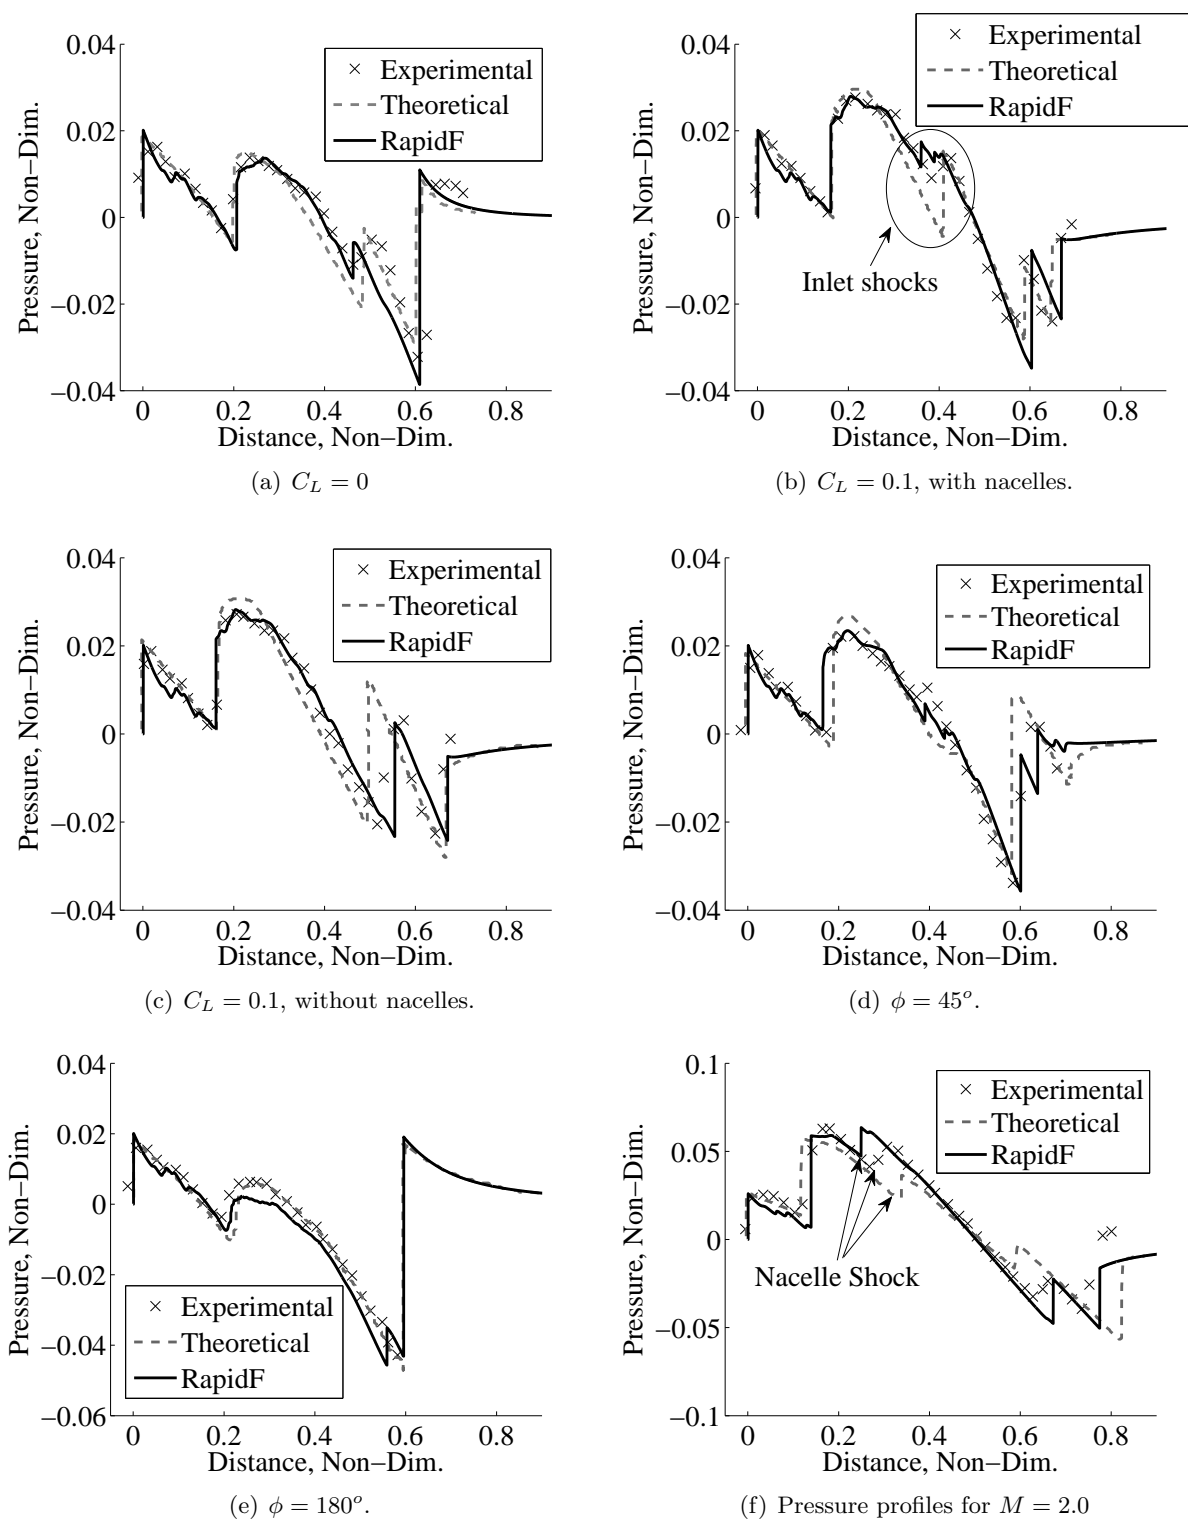 0.04
0.02
0
−0.02
−0.04
Pressure, Non−Dim.
Experimental
Theoretical
RapidF
0 0.2 0.4 0.6 0.8
Distance, Non−Dim.
(a) C_L = 0
0.04
0.02
0
−0.02
−0.04
Pressure, Non−Dim.
Experimental
Theoretical
RapidF
Inlet shocks
0 0.2 0.4 0.6 0.8
Distance, Non−Dim.
(b) C_L = 0.1, with nacelles.
0.04
0.02
0
−0.02
−0.04
Pressure, Non−Dim.
Experimental
Theoretical
RapidF
0 0.2 0.4 0.6 0.8
Distance, Non−Dim.
(c) C_L = 0.1, without nacelles.
0.04
0.02
0
−0.02
−0.04
Pressure, Non−Dim.
Experimental
Theoretical
RapidF
0 0.2 0.4 0.6 0.8
Distance, Non−Dim.
(d) φ = 45°.
0.04
0.02
0
−0.02
−0.04
−0.06
Pressure, Non−Dim.
Experimental
Theoretical
RapidF
0 0.2 0.4 0.6 0.8
Distance, Non−Dim.
(e) φ = 180°.
0.1
0.05
0
−0.05
−0.1
Pressure, Non−Dim.
Experimental
Theoretical
RapidF
Nacelle Shock
0 0.2 0.4 0.6 0.8
Distance, Non−Dim.
(f) Pressure profiles for M = 2.0